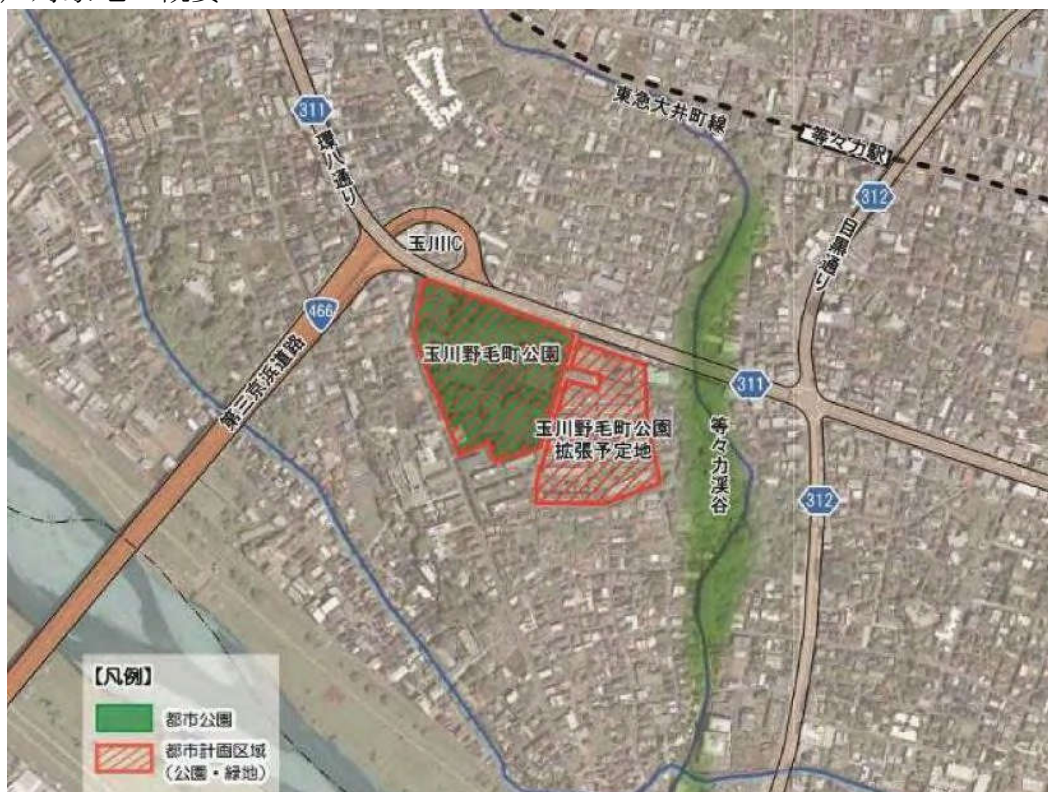 311
環八通り
東急大井町線
等々力駅
312
目黒通り
玉川IC
466
第三京浜道路
玉川野毛町公園
玉川野毛町公園
拡張予定地
311
等々力渓谷
312
【凡例】
都市公園
都市計画区域
(公園・緑地)